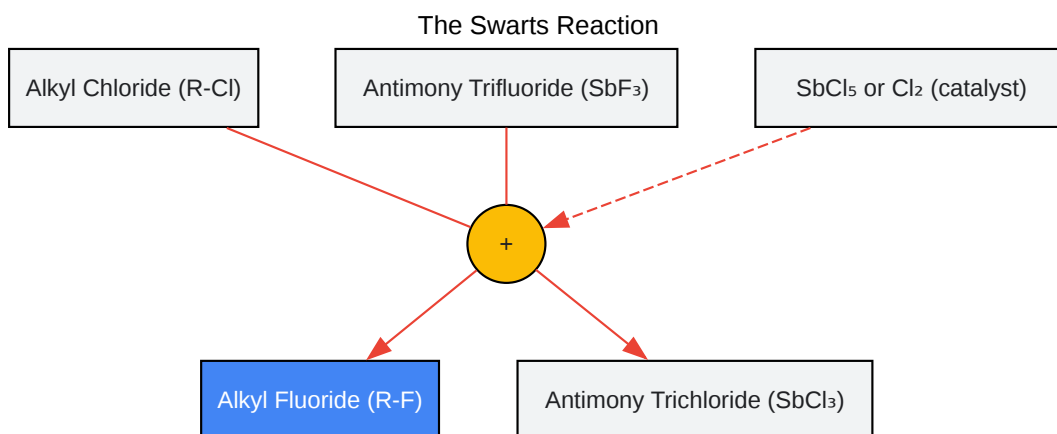 The Swarts Reaction
Alkyl Chloride (R-Cl)
Antimony Trifluoride (SbF₃)
SbCl₅ or Cl₂ (catalyst)
+
Alkyl Fluoride (R-F)
Antimony Trichloride (SbCl₃)